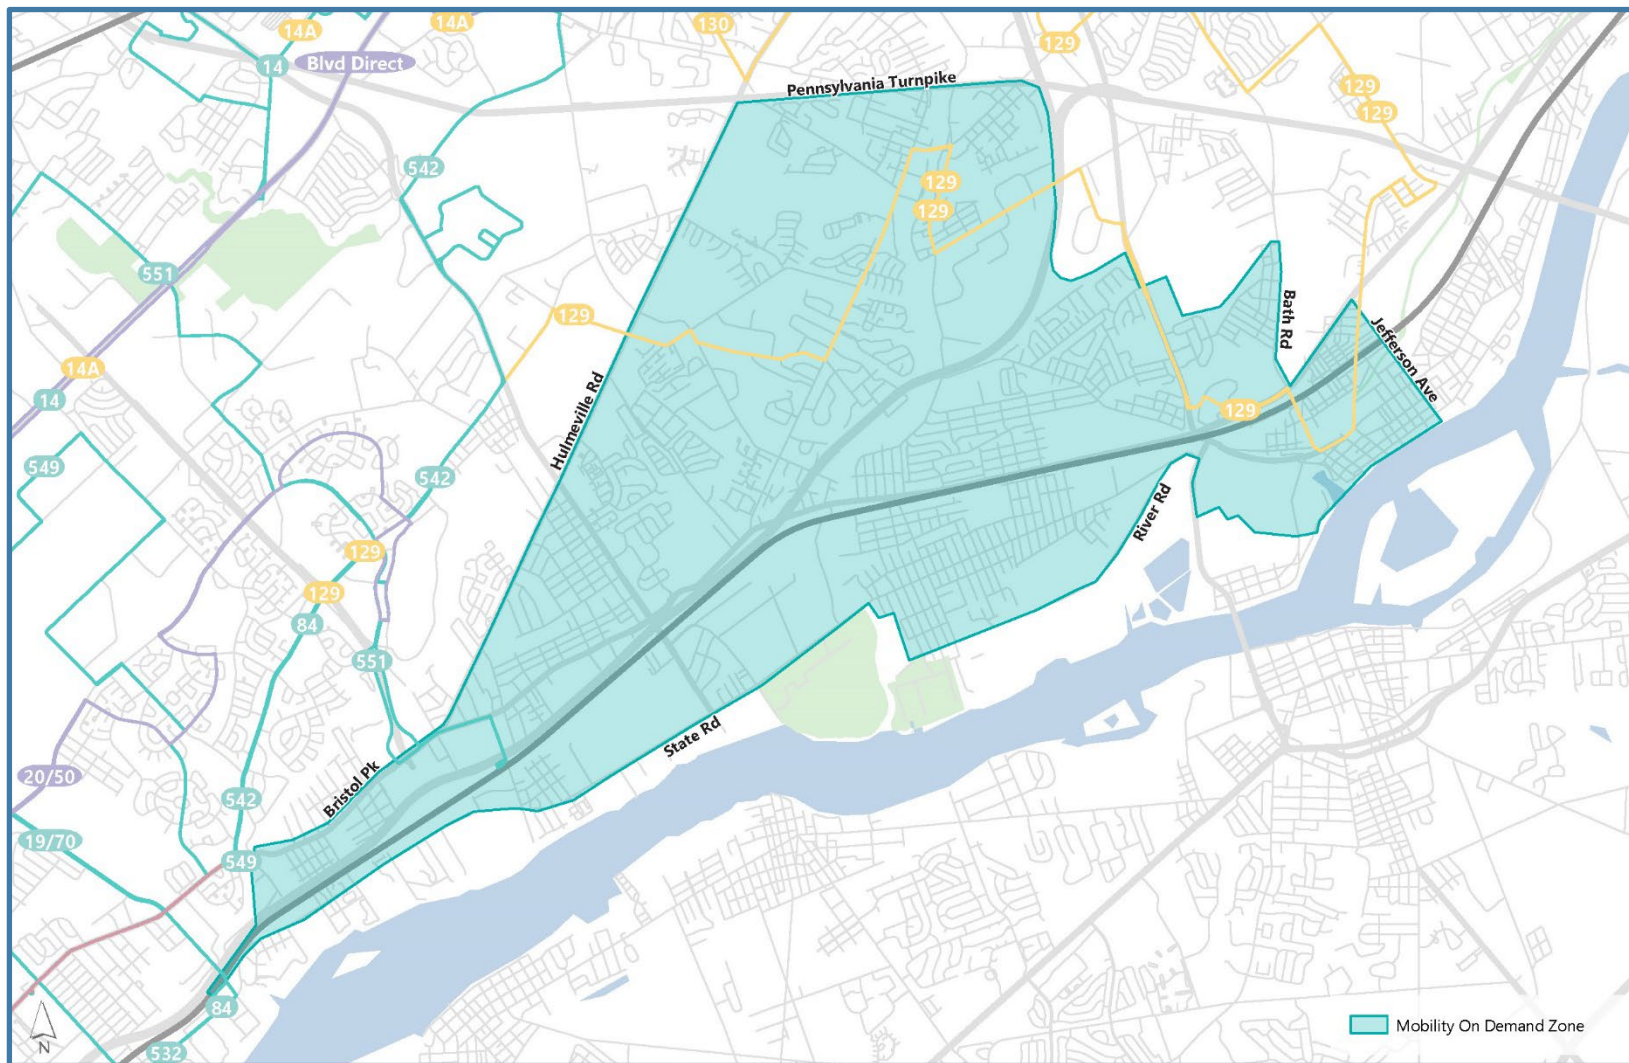 14A
14A
130
129
14
Blvd Direct
Pennsylvania Turnpike
129
129
542
129
129
551
129
Bath Rd
Jefferson Ave
14A
14
129
Hulmeville Rd
549
542
River Rd
129
129
84
551
State Rd
20/50
Bristol Pk
542
19/70
549
84
532
N
Mobility On Demand Zone